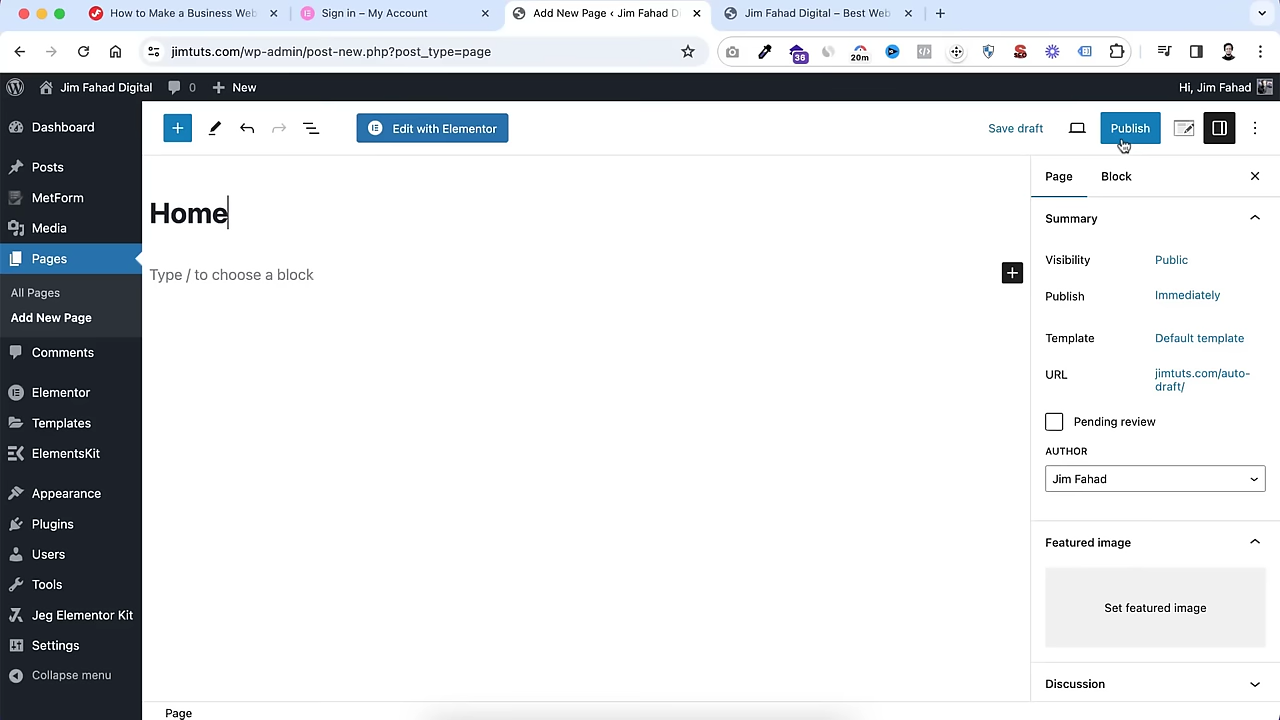 How to Make a Business Web
Sign in – My Account
Add New Page ‹ Jim Fahad D
Jim Fahad Digital – Best Web
jimtuts.com/wp-admin/post-new.php?post_type=page
36
20m
Jim Fahad Digital
0
New
Hi, Jim Fahad
Dashboard
Posts
MetForm
Media
Pages
All Pages
Add New Page
Comments
Elementor
Templates
ElementsKit
Appearance
Plugins
Users
Tools
Jeg Elementor Kit
Settings
Collapse menu
Edit with Elementor
Save draft
Publish
Home
Type / to choose a block
Page
Block
Summary
Visibility
Public
Publish
Immediately
Template
Default template
URL
jimtuts.com/auto-
draft/
Pending review
AUTHOR
Jim Fahad
Featured image
Set featured image
Discussion
Page